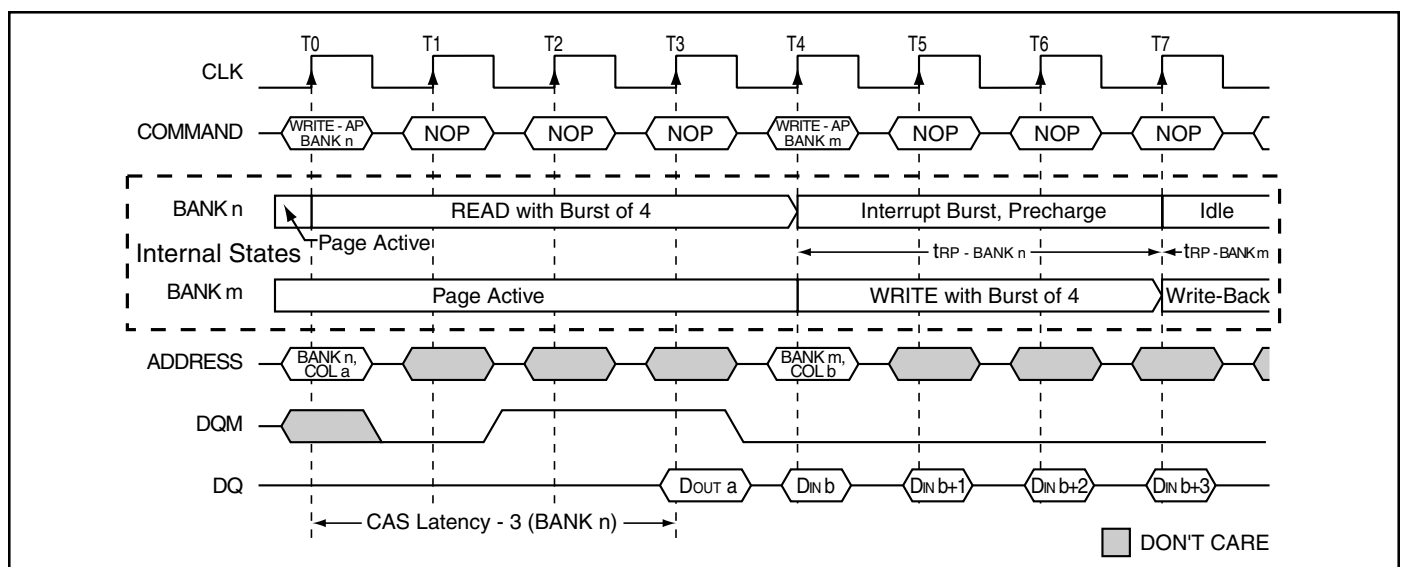 T0 T1 T2 T3 T4 T5 T6 T7
CLK
COMMAND WRITE - AP BANK n NOP NOP NOP WRITE - AP BANK m NOP NOP NOP
BANK n READ with Burst of 4 Interrupt Burst, Precharge Idle
Internal States Page Active tRP - BANK n tRP - BANK m
BANK m Page Active WRITE with Burst of 4 Write-Back
ADDRESS BANK n, COL a BANK m, COL b
DQM
DQ DOUT a DIN b DIN b+1 DIN b+2 DIN b+3
CAS Latency - 3 (BANK n)
DON'T CARE